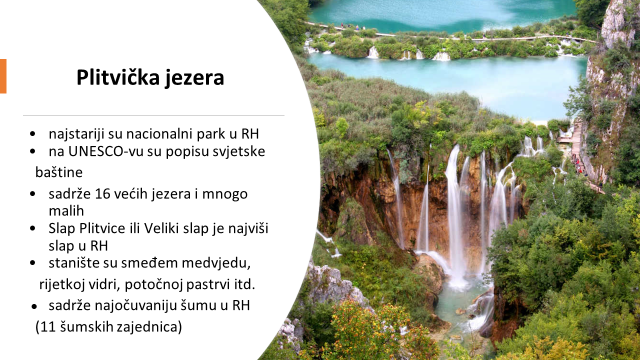 Plitvička jezera
• najstariji su nacionalni park u RH
• na UNESCO-vu su popisu svjetske
baštine
• sadrže 16 većih jezera i mnogo
malih
• Slap Plitvice ili Veliki slap je najviši
slap u RH
• stanište su smeđem medvjedu,
rijetkoj vidri, potočnoj pastrvi itd.
• sadrže najočuvaniju šumu u RH
(11 šumskih zajednica)